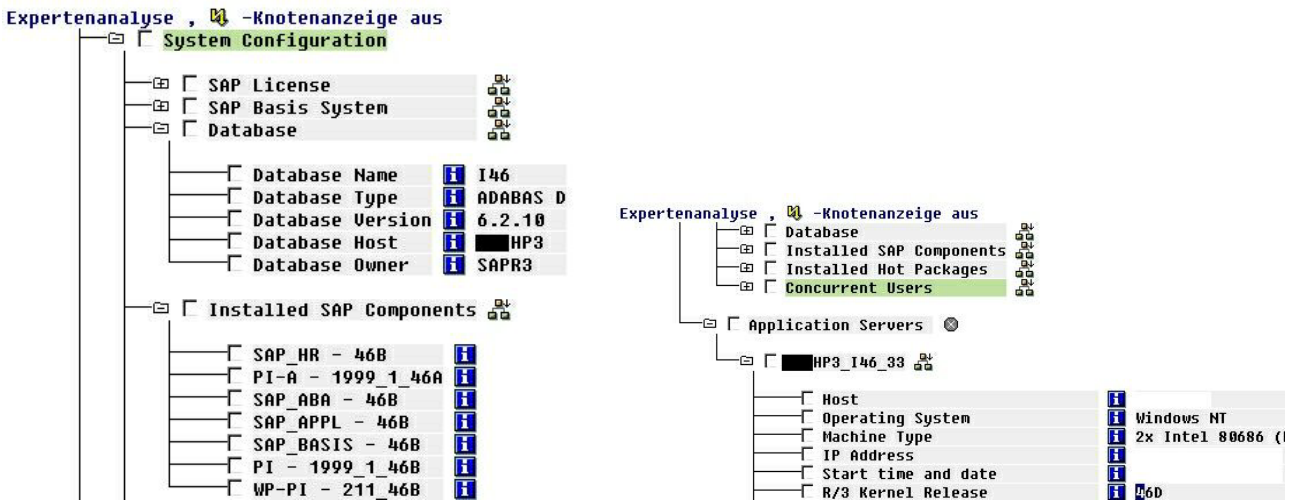 Expertenanalyse , -Knotenanzeige aus
System Configuration
SAP License
SAP Basis System
Database
Database Name I46
Database Type ADABAS D
Database Version 6.2.10
Database Host HP3
Database Owner SAPR3
Installed SAP Components
SAP_HR - 46B
PI-A - 1999_1_46A
SAP_ABA - 46B
SAP_APPL - 46B
SAP_BASIS - 46B
PI - 1999_1_46B
WP-PI - 211_46B
Expertenanalyse , -Knotenanzeige aus
Database
Installed SAP Components
Installed Hot Packages
Concurrent Users
Application Servers
HP3_I46_33
Host
Operating System Windows NT
Machine Type 2x Intel 80686 (
IP Address
Start time and date
R/3 Kernel Release 46D